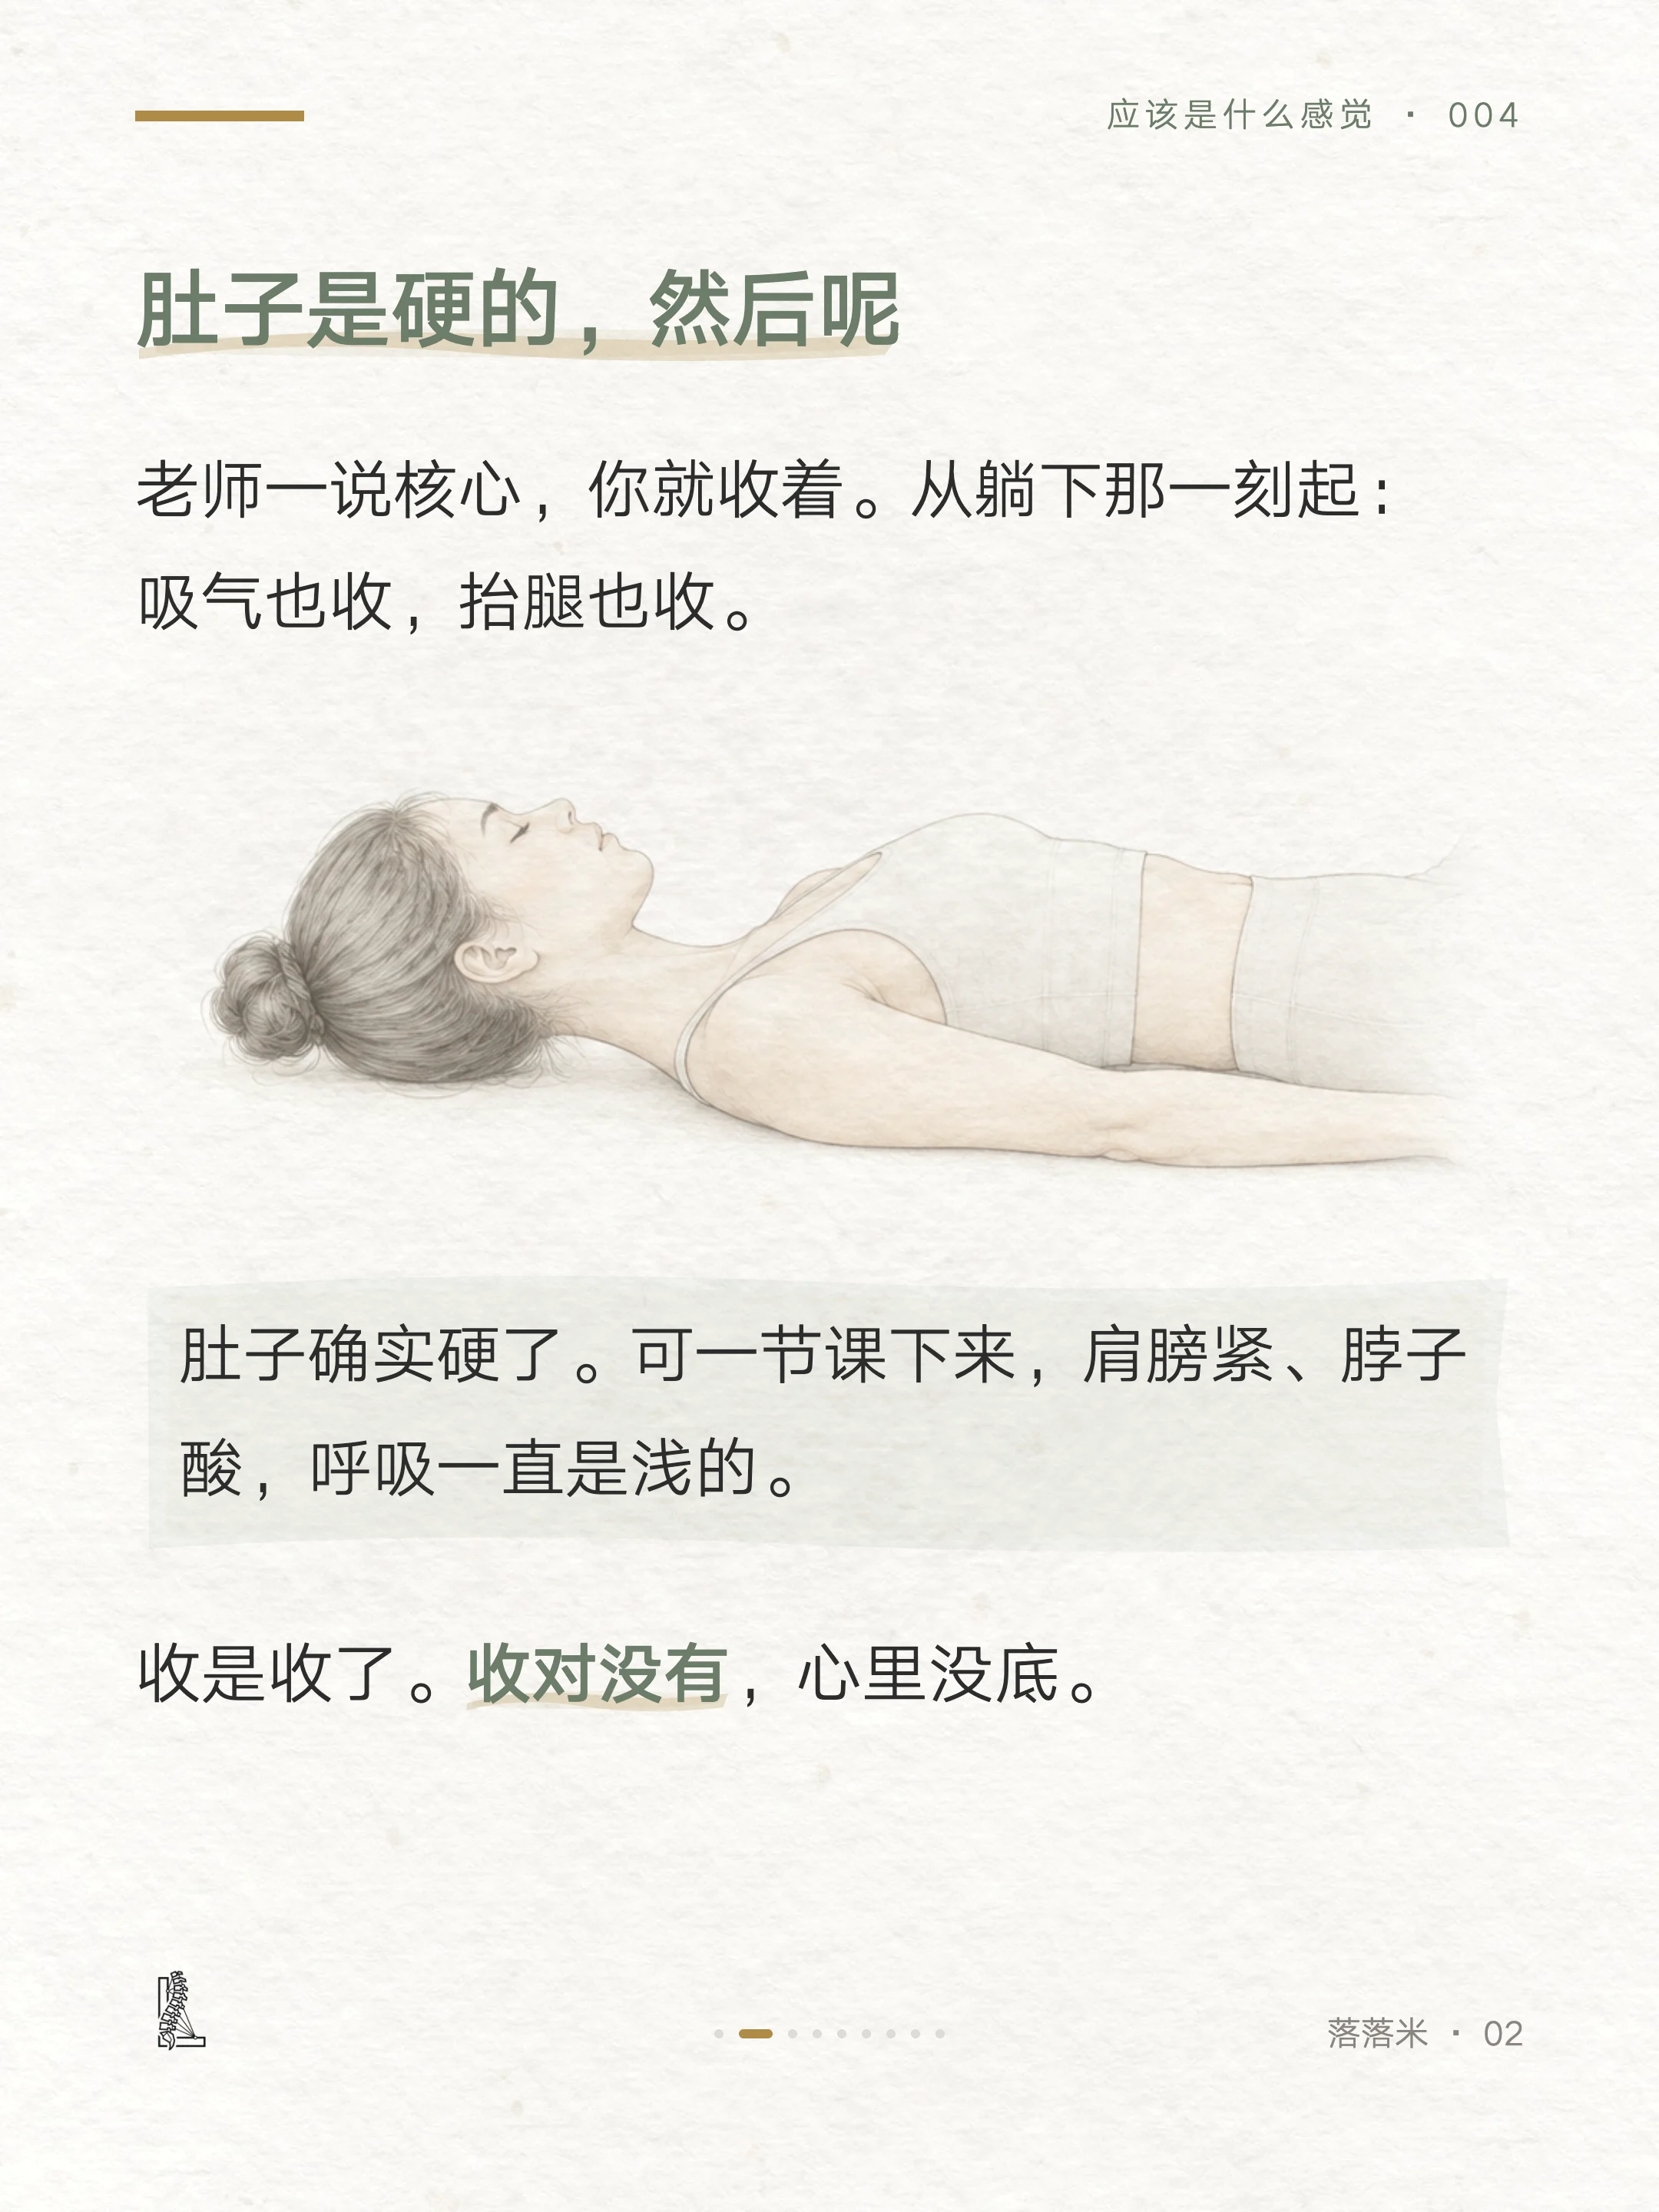 应该是什么感觉 · 004
肚子是硬的，然后呢
老师一说核心，你就收着。从躺下那一刻起：
吸气也收，抬腿也收。
肚子确实硬了。可一节课下来，肩膀紧、脖子
酸，呼吸一直是浅的。
收是收了。收对没有，心里没底。
落落米 · 02